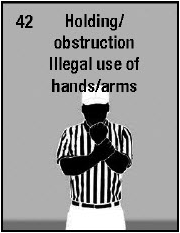 42 Holding/
obstruction
Illegal use of
hands/arms